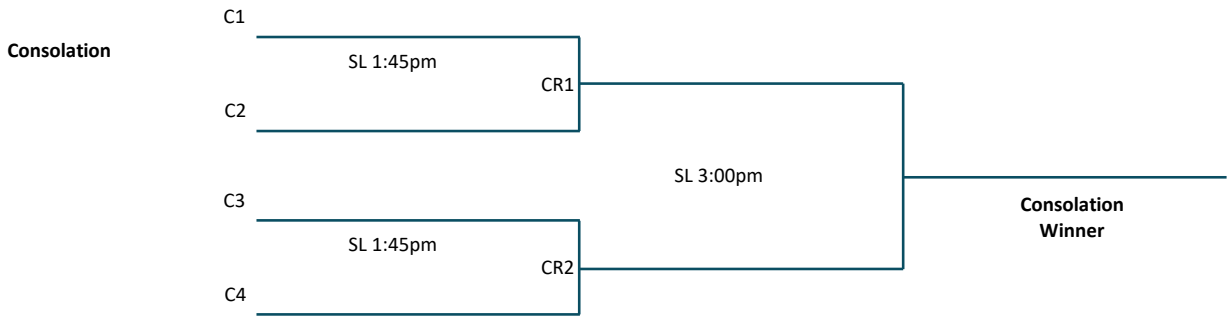 C1
Consolation
SL 1:45pm
CR1
C2
SL 3:00pm
C3
Consolation
Winner
SL 1:45pm
CR2
C4